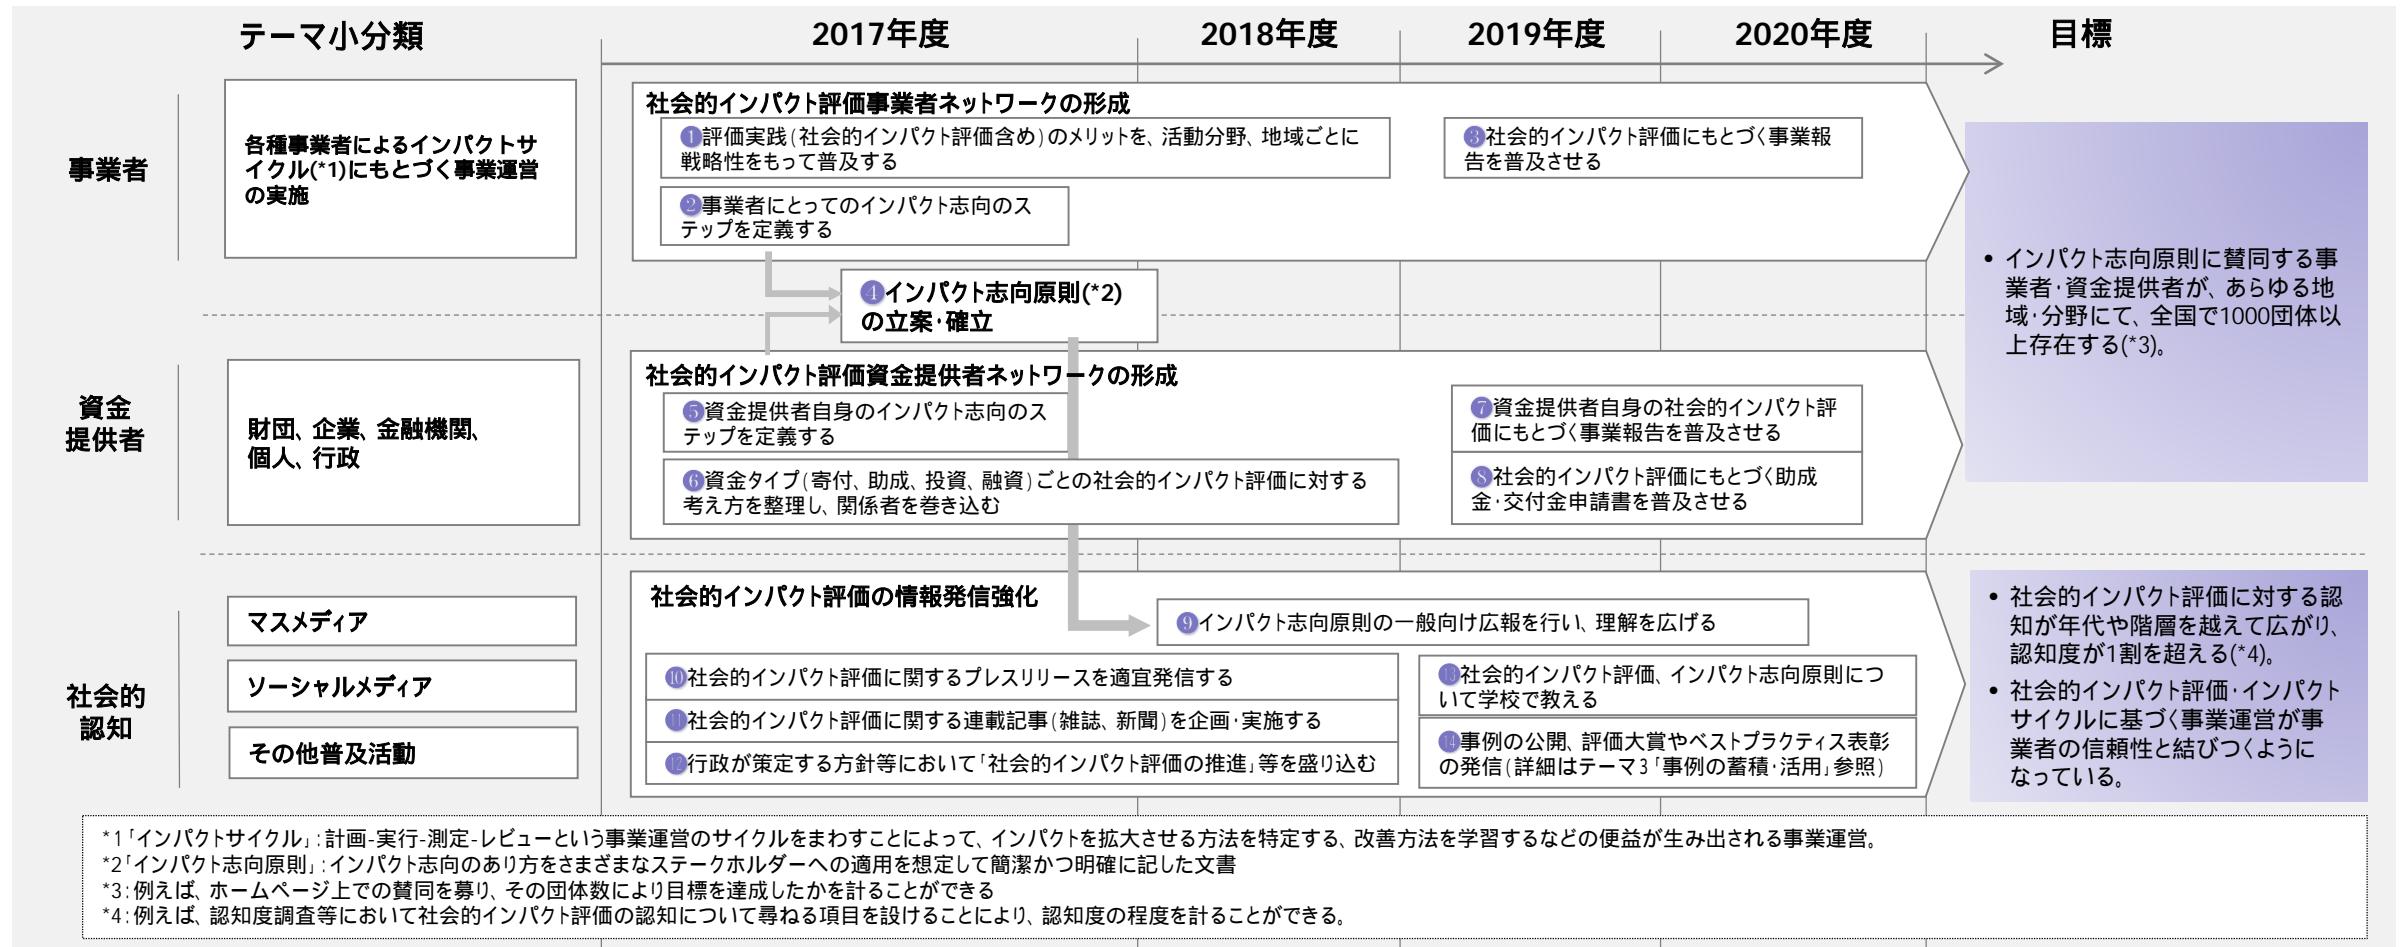 テーマ小分類
2017年度
2018年度
2019年度
2020年度
目標
事業者
各種事業者によるインパクトサ
イクル(*1)にもとづく事業運営
の実施
社会的インパクト評価事業者ネットワークの形成
❶評価実践(社会的インパクト評価含め)のメリットを、活動分野、地域ごとに
戦略性をもって普及する
❷事業者にとってのインパクト志向のス
テップを定義する
❸社会的インパクト評価にもとづく事業報
告を普及させる
❹インパクト志向原則(*2)
の立案・確立
• インパクト志向原則に賛同する事
業者・資金提供者が、あらゆる地
域・分野にて、全国で1000団体以
上存在する(*3)。
資金
提供者
財団、企業、金融機関、
個人、行政
社会的インパクト評価資金提供者ネットワークの形成
❺資金提供者自身のインパクト志向のス
テップを定義する
❻資金タイプ(寄付、助成、投資、融資)ごとの社会的インパクト評価に対する
考え方を整理し、関係者を巻き込む
❼資金提供者自身の社会的インパクト評
価にもとづく事業報告を普及させる
❽社会的インパクト評価にもとづく助成
金・交付金申請書を普及させる
社会的
認知
マスメディア
ソーシャルメディア
その他普及活動
社会的インパクト評価の情報発信強化
❾インパクト志向原則の一般向け広報を行い、理解を広げる
❿社会的インパクト評価に関するプレスリリースを適宜発信する
⓫社会的インパクト評価に関する連載記事(雑誌、新聞)を企画・実施する
⓬行政が策定する方針等において「社会的インパクト評価の推進」等を盛り込む
⓭社会的インパクト評価、インパクト志向原則につ
いて学校で教える
⓮事例の公開、評価大賞やベストプラクティス表彰
の発信(詳細はテーマ3「事例の蓄積・活用」参照)
• 社会的インパクト評価に対する認
知が年代や階層を越えて広がり、
認知度が1割を超える(*4)。
• 社会的インパクト評価・インパクト
サイクルに基づく事業運営が事
業者の信頼性と結びつくように
なっている。
*1「インパクトサイクル」:計画-実行-測定-レビューという事業運営のサイクルをまわすことによって、インパクトを拡大させる方法を特定する、改善方法を学習するなどの便益が生み出される事業運営。
*2「インパクト志向原則」:インパクト志向のあり方をさまざまなステークホルダーへの適用を想定して簡潔かつ明確に記した文書
*3:例えば、ホームページ上での賛同を募り、その団体数により目標を達成したかを計ることができる
*4:例えば、認知度調査等において社会的インパクト評価の認知について尋ねる項目を設けることにより、認知度の程度を計ることができる。